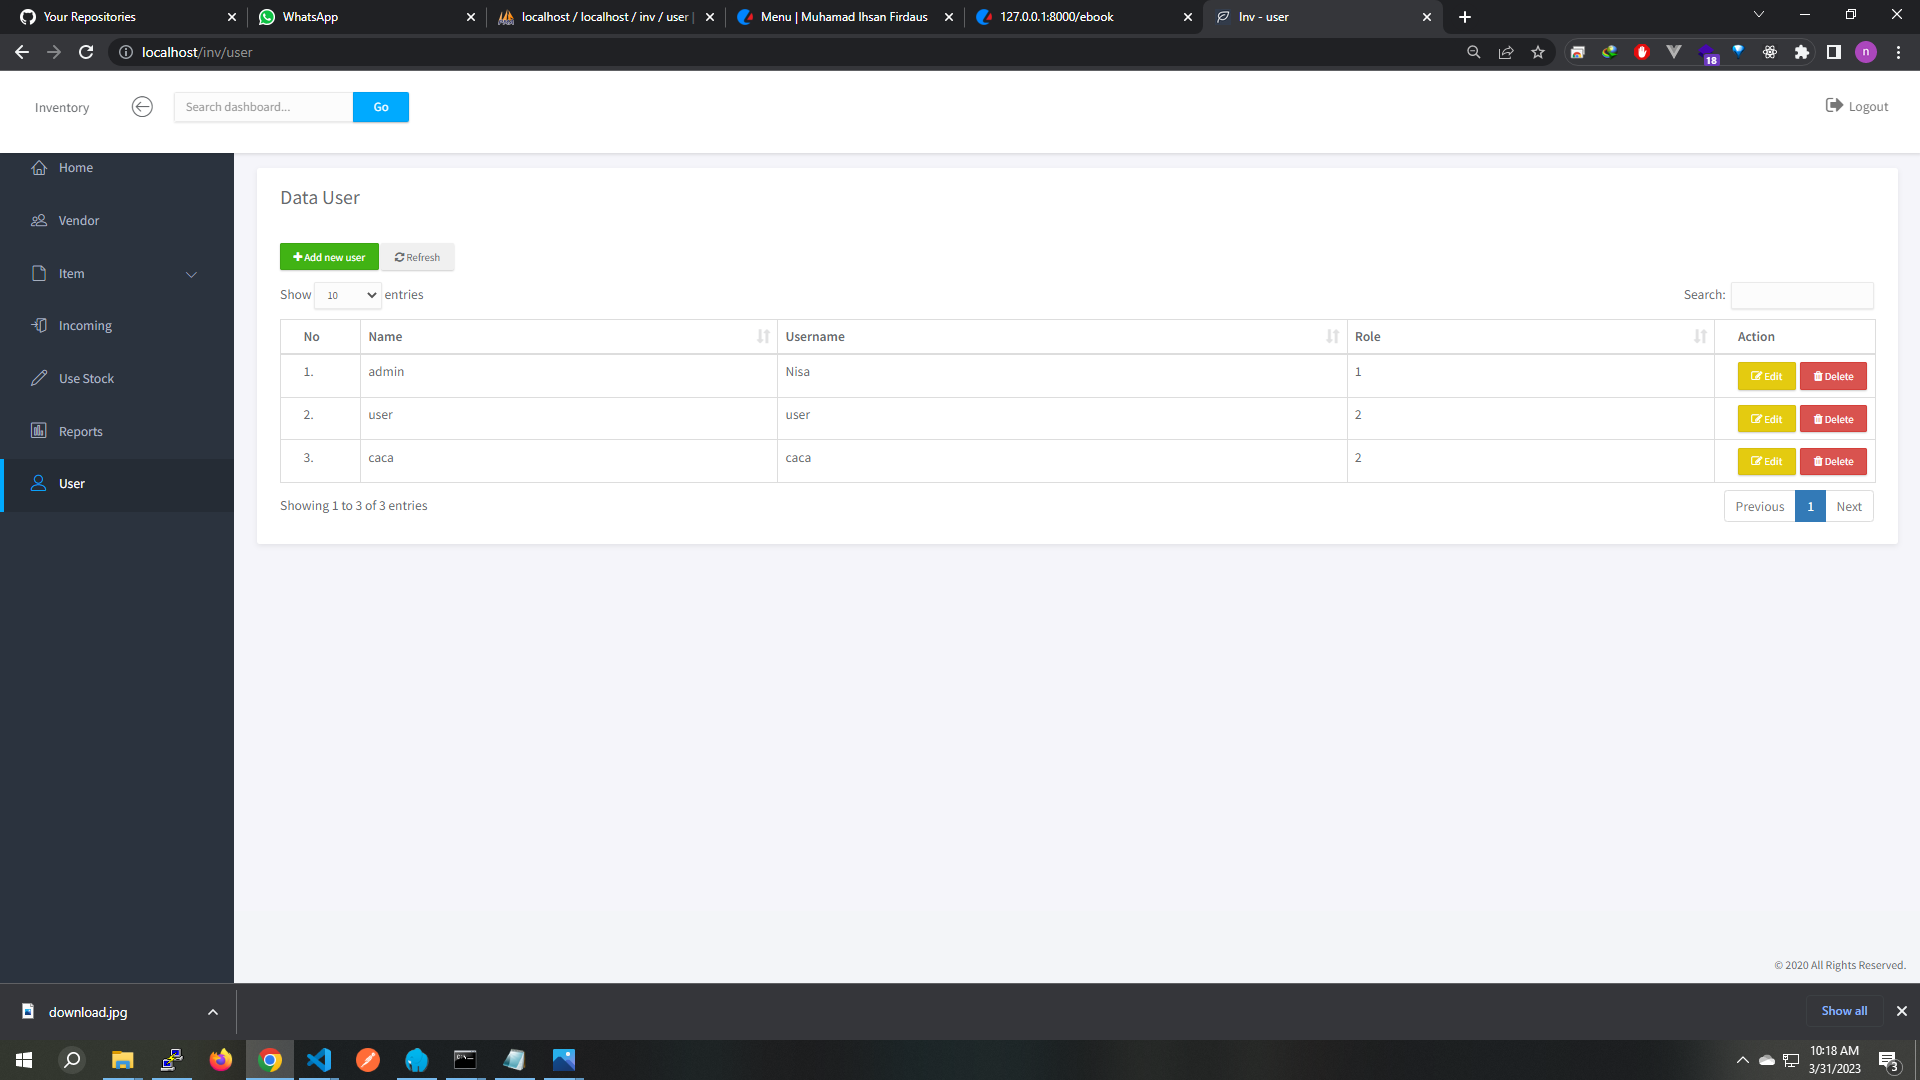 Your Repositories
WhatsApp
localhost / localhost / inv / user |
Menu | Muhamad Ihsan Firdaus
127.0.0.1:8000/ebook
Inv - user
localhost/inv/user
18
n
Inventory
Search dashboard...
Go
Logout
Home
Vendor
Item
Incoming
Use Stock
Reports
User
Data User
Add new user
Refresh
Show 10 entries
Search:
No Name Username Role Action
1. admin Nisa 1 Edit Delete
2. user user 2 Edit Delete
3. caca caca 2 Edit Delete
Showing 1 to 3 of 3 entries
Previous 1 Next
© 2020 All Rights Reserved.
download.jpg
Show all
10:18 AM
3/31/2023
3